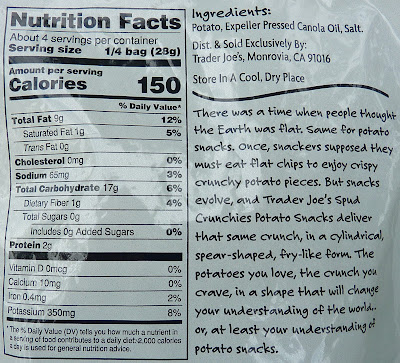 Nutrition Facts
About 4 servings per container
Serving size 1/4 bag (28g)
Amount per serving
Calories 150
% Daily Value*
Total Fat 9g 12%
Saturated Fat 1g 5%
Trans Fat 0g
Cholesterol 0mg 0%
Sodium 65mg 3%
Total Carbohydrate 17g 6%
Dietary Fiber 1g 4%
Total Sugars 0g
Includes 0g Added Sugars 0%
Protein 2g
Vitamin D 0mcg 0%
Calcium 10mg 0%
Iron 0.4mg 2%
Potassium 350mg 8%
*The % Daily Value (DV) tells you how much a nutrient in
a serving of food contributes to a daily diet. 2,000 calories
a day is used for general nutrition advice.
Ingredients:
Potato, Expeller Pressed Canola Oil, Salt.
Dist. & Sold Exclusively By:
Trader Joe's, Monrovia, CA 91016
Store In A Cool, Dry Place
There was a time when people thought
the Earth was flat. Same for potato
snacks. Once, snackers supposed they
must eat flat chips to enjoy crispy
crunchy potato pieces. But snacks
evolve, and Trader Joe's Spud
Crunchies Potato Snacks deliver
that same crunch, in a cylindrical,
spear-shaped, fry-like form. The
potatoes you love, the crunch you
crave, in a shape that will change
your understanding of the world..
or, at least, your understanding of
potato snacks.